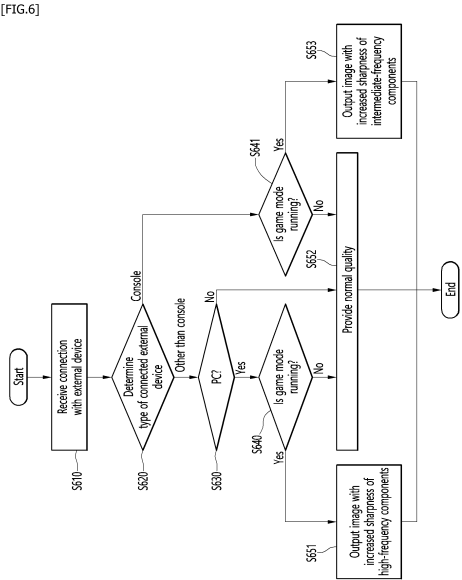 [FIG.6]
Start
Receive connection
with external device
S610
Determine
type of connected external
device
S620
Console
Other than console
PC?
S630
No
Yes
Is game mode
running?
S640
Yes
No
Is game mode
running?
S641
Yes
No
Output image with
increased sharpness of
high-frequency components
S651
Provide normal quality
S652
Output image with
increased sharpness of
intermediate-frequency
components
S653
End